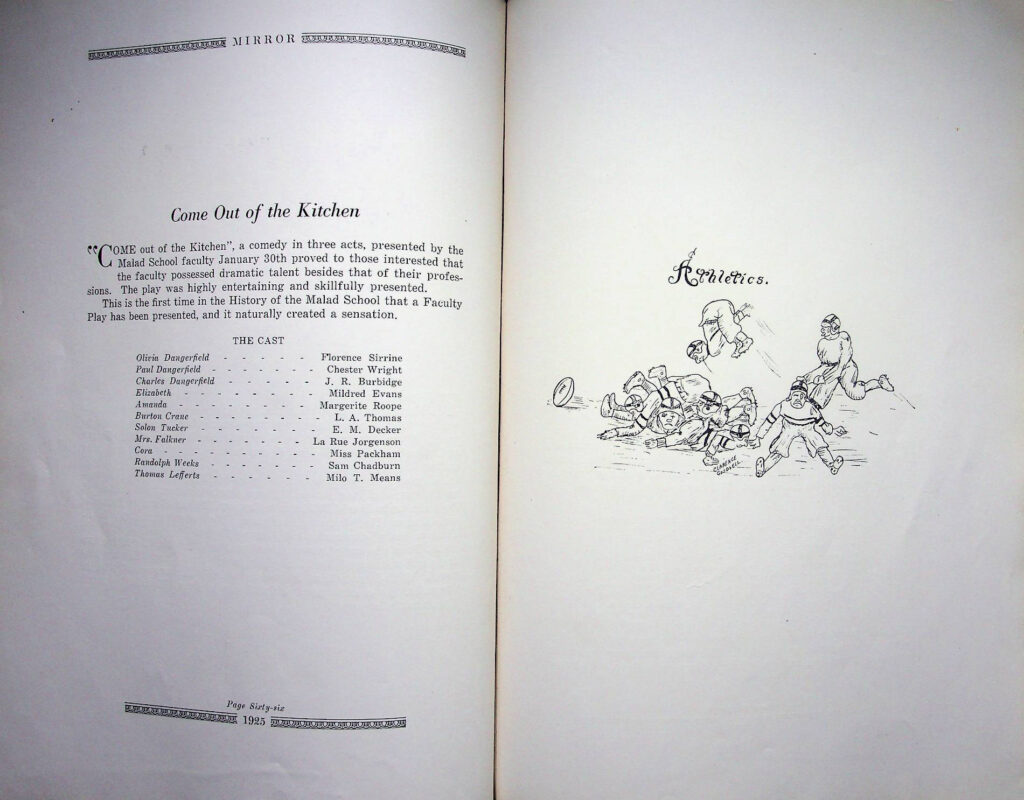 MIRROR
Come Out of the Kitchen
"COME out of the Kitchen", a comedy in three acts, presented by the
Malad School faculty January 30th proved to those interested that
the faculty possessed dramatic talent besides that of their profes-
sions. The play was highly entertaining and skillfully presented.
This is the first time in the History of the Malad School that a Faculty
Play has been presented, and it naturally created a sensation.
THE CAST
Olivia Dangerfield - - - - - Florence Sirrine
Paul Dangerfield - - - - - - Chester Wright
Charles Dangerfield - - - - - J. R. Burbidge
Elizabeth - - - - - - - Mildred Evans
Amanda - - - - - - - Margerite Roope
Burton Crane - - - - - - - L. A. Thomas
Solon Tucker - - - - - - - E. M. Decker
Mrs. Falkner - - - - - - La Rue Jorgenson
Cora - - - - - - - - Miss Packham
Randolph Weeks - - - - - - Sam Chadburn
Thomas Lefferts - - - - - - Milo T. Means
Page Sixty-six
1925
Athletics.
CLARENCE